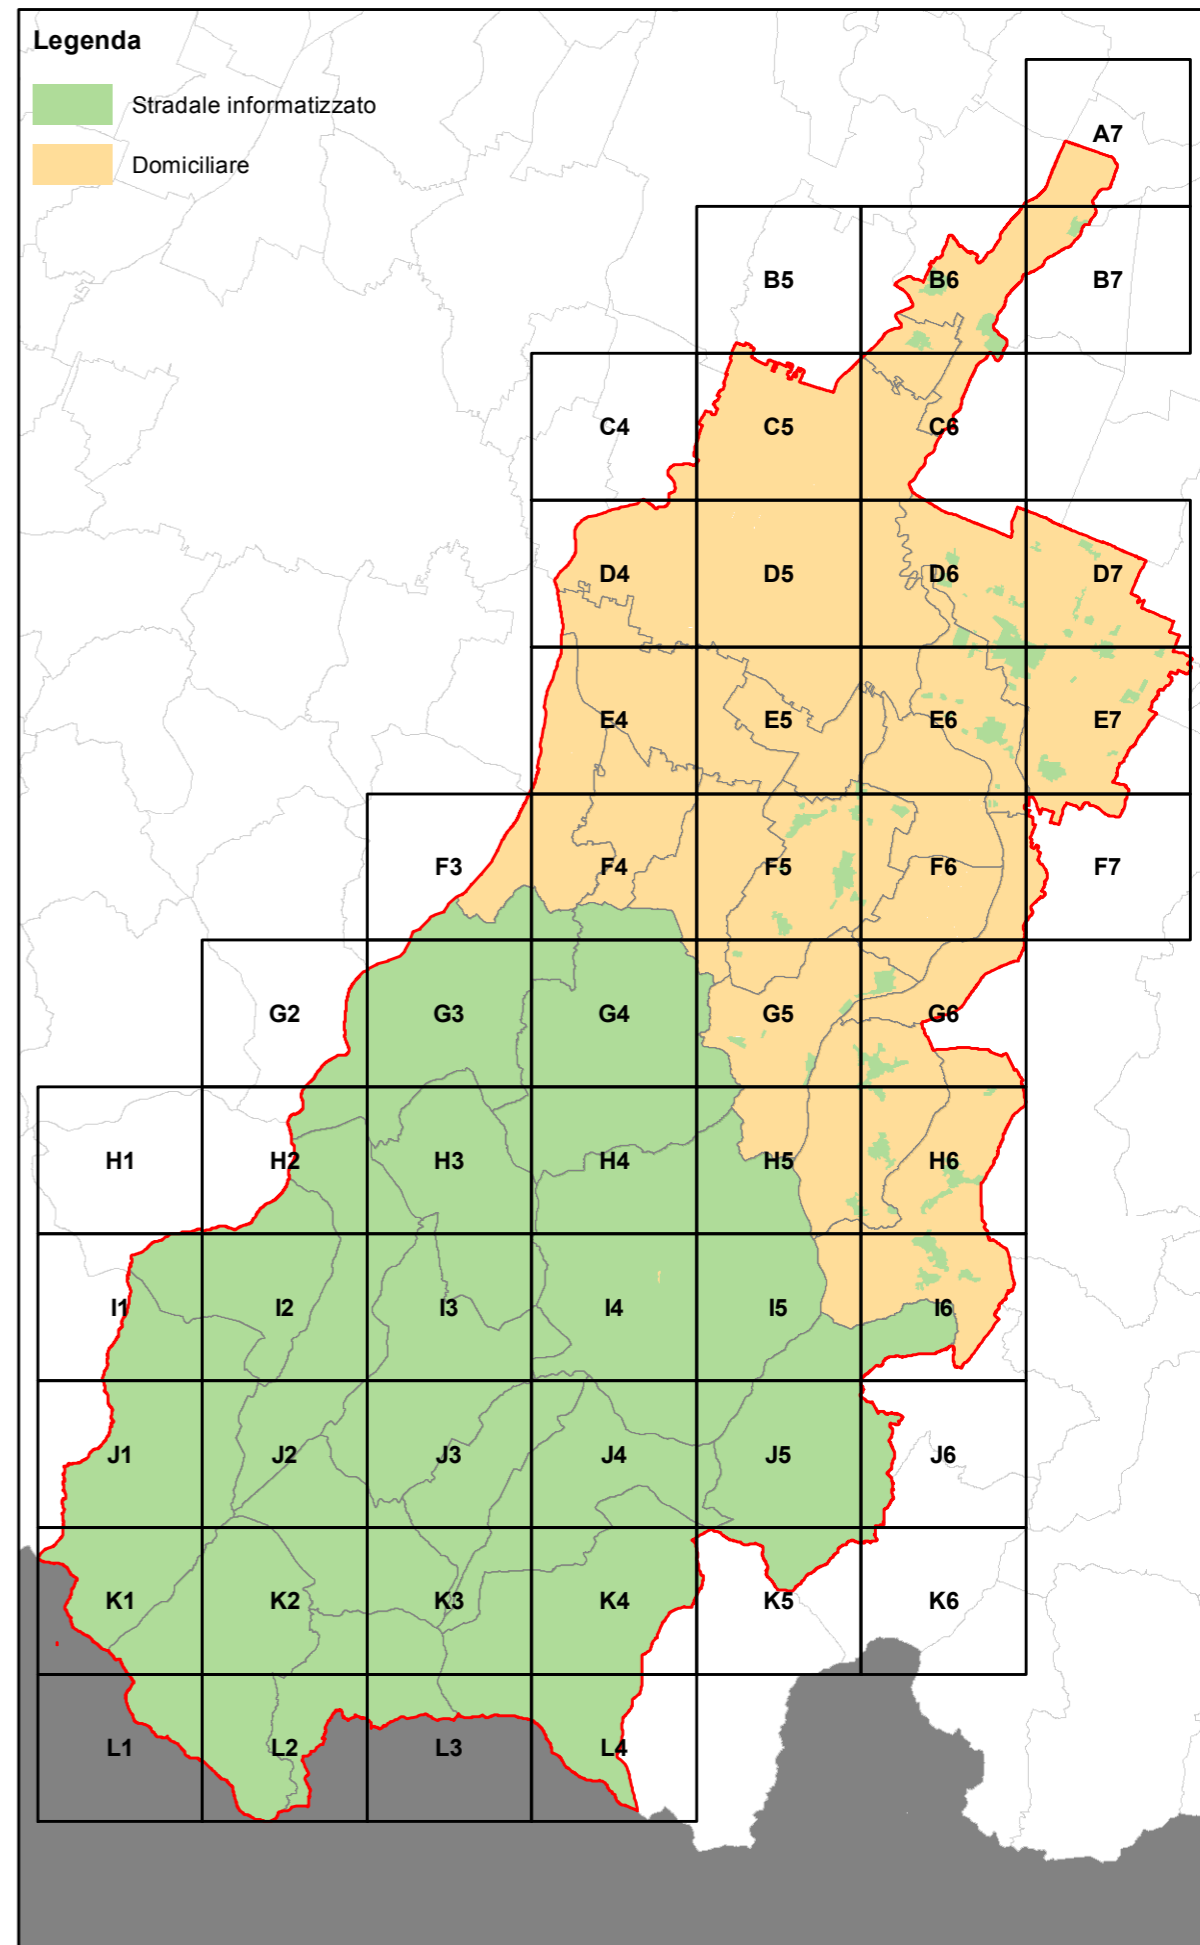 Legenda
Stradale informatizzato
Domiciliare
A7
B5 B6 B7
C4 C5 C6
D4 D5 D6 D7
E4 E5 E6 E7
F3 F4 F5 F6 F7
G2 G3 G4 G5 G6
H1 H2 H3 H4 H5 H6
I1 I2 I3 I4 I5 I6
J1 J2 J3 J4 J5 J6
K1 K2 K3 K4 K5 K6
L1 L2 L3 L4